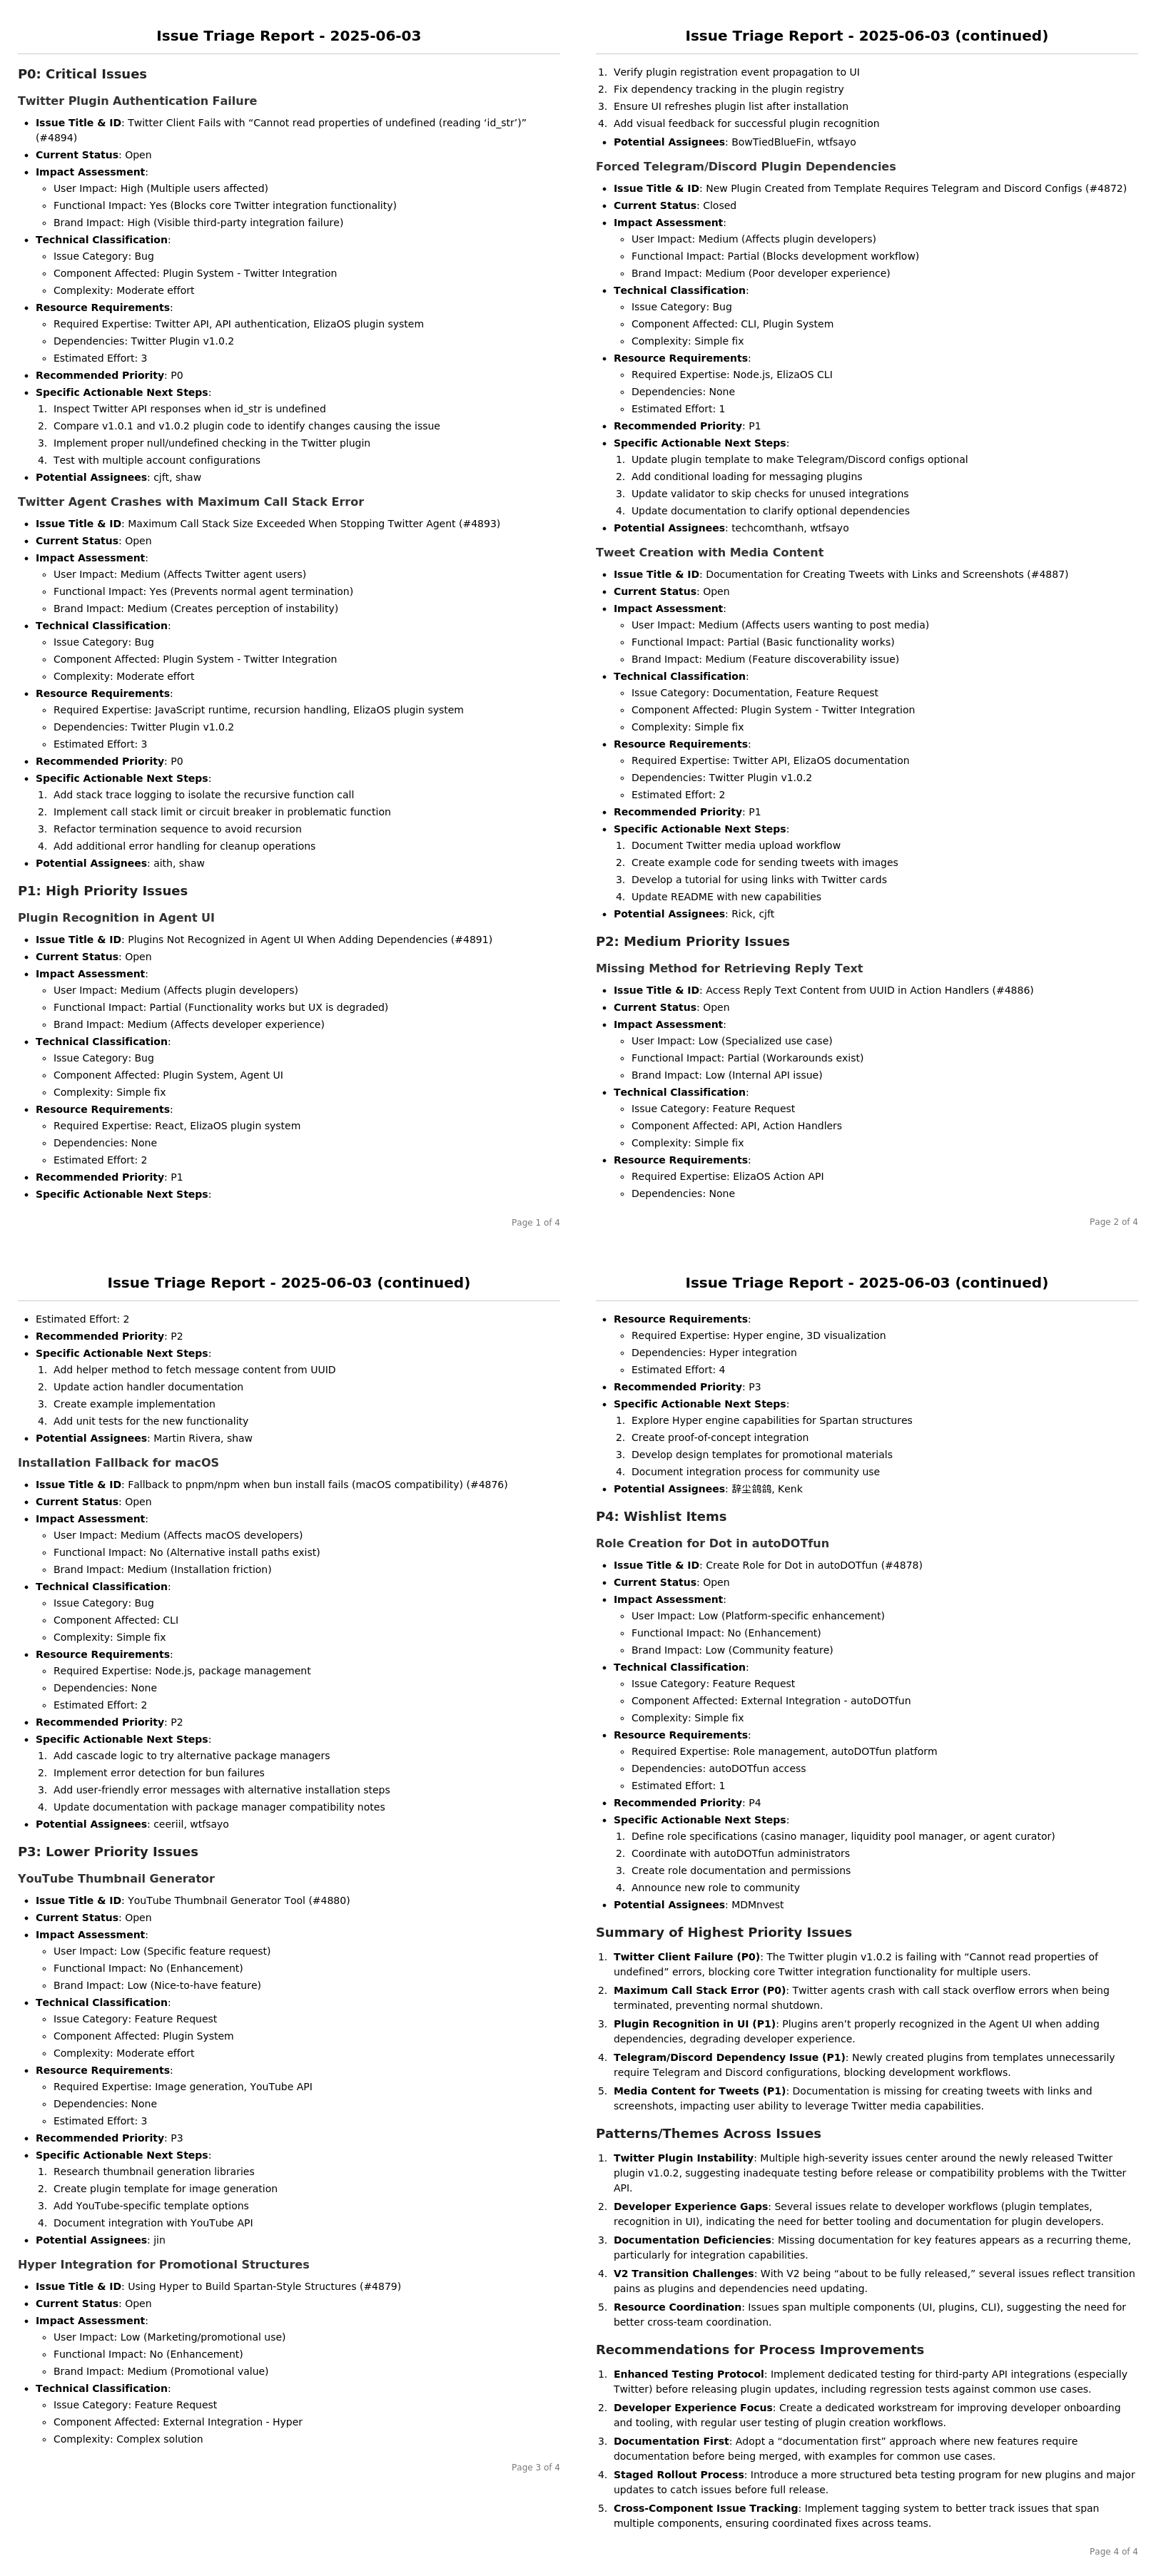 Issue Triage Report - 2025-06-03
P0: Critical Issues
Twitter Plugin Authentication Failure
• Issue Title & ID: Twitter Client Fails with “Cannot read properties of undefined (reading ‘id_str’)”
(#4894)
• Current Status: Open
• Impact Assessment:
◦ User Impact: High (Multiple users affected)
◦ Functional Impact: Yes (Blocks core Twitter integration functionality)
◦ Brand Impact: High (Visible third-party integration failure)
• Technical Classification:
◦ Issue Category: Bug
◦ Component Affected: Plugin System - Twitter Integration
◦ Complexity: Moderate effort
• Resource Requirements:
◦ Required Expertise: Twitter API, API authentication, ElizaOS plugin system
◦ Dependencies: Twitter Plugin v1.0.2
◦ Estimated Effort: 3
• Recommended Priority: P0
• Specific Actionable Next Steps:
1. Inspect Twitter API responses when id_str is undefined
2. Compare v1.0.1 and v1.0.2 plugin code to identify changes causing the issue
3. Implement proper null/undefined checking in the Twitter plugin
4. Test with multiple account configurations
• Potential Assignees: cjft, shaw
Twitter Agent Crashes with Maximum Call Stack Error
• Issue Title & ID: Maximum Call Stack Size Exceeded When Stopping Twitter Agent (#4893)
• Current Status: Open
• Impact Assessment:
◦ User Impact: Medium (Affects Twitter agent users)
◦ Functional Impact: Yes (Prevents normal agent termination)
◦ Brand Impact: Medium (Creates perception of instability)
• Technical Classification:
◦ Issue Category: Bug
◦ Component Affected: Plugin System - Twitter Integration
◦ Complexity: Moderate effort
• Resource Requirements:
◦ Required Expertise: JavaScript runtime, recursion handling, ElizaOS plugin system
◦ Dependencies: Twitter Plugin v1.0.2
◦ Estimated Effort: 3
• Recommended Priority: P0
• Specific Actionable Next Steps:
1. Add stack trace logging to isolate the recursive function call
2. Implement call stack limit or circuit breaker in problematic function
3. Refactor termination sequence to avoid recursion
4. Add additional error handling for cleanup operations
• Potential Assignees: aith, shaw
P1: High Priority Issues
Plugin Recognition in Agent UI
• Issue Title & ID: Plugins Not Recognized in Agent UI When Adding Dependencies (#4891)
• Current Status: Open
• Impact Assessment:
◦ User Impact: Medium (Affects plugin developers)
◦ Functional Impact: Partial (Functionality works but UX is degraded)
◦ Brand Impact: Medium (Affects developer experience)
• Technical Classification:
◦ Issue Category: Bug
◦ Component Affected: Plugin System, Agent UI
◦ Complexity: Simple fix
• Resource Requirements:
◦ Required Expertise: React, ElizaOS plugin system
◦ Dependencies: None
◦ Estimated Effort: 2
• Recommended Priority: P1
• Specific Actionable Next Steps:
Page 1 of 4
Issue Triage Report - 2025-06-03 (continued)
1. Verify plugin registration event propagation to UI
2. Fix dependency tracking in the plugin registry
3. Ensure UI refreshes plugin list after installation
4. Add visual feedback for successful plugin recognition
• Potential Assignees: BowTiedBlueFin, wtfsayo
Forced Telegram/Discord Plugin Dependencies
• Issue Title & ID: New Plugin Created from Template Requires Telegram and Discord Configs (#4872)
• Current Status: Closed
• Impact Assessment:
◦ User Impact: Medium (Affects plugin developers)
◦ Functional Impact: Partial (Blocks development workflow)
◦ Brand Impact: Medium (Poor developer experience)
• Technical Classification:
◦ Issue Category: Bug
◦ Component Affected: CLI, Plugin System
◦ Complexity: Simple fix
• Resource Requirements:
◦ Required Expertise: Node.js, ElizaOS CLI
◦ Dependencies: None
◦ Estimated Effort: 1
• Recommended Priority: P1
• Specific Actionable Next Steps:
1. Update plugin template to make Telegram/Discord configs optional
2. Add conditional loading for messaging plugins
3. Update validator to skip checks for unused integrations
4. Update documentation to clarify optional dependencies
• Potential Assignees: techcomthanh, wtfsayo
Tweet Creation with Media Content
• Issue Title & ID: Documentation for Creating Tweets with Links and Screenshots (#4887)
• Current Status: Open
• Impact Assessment:
◦ User Impact: Medium (Affects users wanting to post media)
◦ Functional Impact: Partial (Basic functionality works)
◦ Brand Impact: Medium (Feature discoverability issue)
• Technical Classification:
◦ Issue Category: Documentation, Feature Request
◦ Component Affected: Plugin System - Twitter Integration
◦ Complexity: Simple fix
• Resource Requirements:
◦ Required Expertise: Twitter API, ElizaOS documentation
◦ Dependencies: Twitter Plugin v1.0.2
◦ Estimated Effort: 2
• Recommended Priority: P1
• Specific Actionable Next Steps:
1. Document Twitter media upload workflow
2. Create example code for sending tweets with images
3. Develop a tutorial for using links with Twitter cards
4. Update README with new capabilities
• Potential Assignees: Rick, cjft
P2: Medium Priority Issues
Missing Method for Retrieving Reply Text
• Issue Title & ID: Access Reply Text Content from UUID in Action Handlers (#4886)
• Current Status: Open
• Impact Assessment:
◦ User Impact: Low (Specialized use case)
◦ Functional Impact: Partial (Workarounds exist)
◦ Brand Impact: Low (Internal API issue)
• Technical Classification:
◦ Issue Category: Feature Request
◦ Component Affected: API, Action Handlers
◦ Complexity: Simple fix
• Resource Requirements:
◦ Required Expertise: ElizaOS Action API
◦ Dependencies: None
Page 2 of 4
Issue Triage Report - 2025-06-03 (continued)
• Estimated Effort: 2
• Recommended Priority: P2
• Specific Actionable Next Steps:
1. Add helper method to fetch message content from UUID
2. Update action handler documentation
3. Create example implementation
4. Add unit tests for the new functionality
• Potential Assignees: Martin Rivera, shaw
Installation Fallback for macOS
• Issue Title & ID: Fallback to pnpm/npm when bun install fails (macOS compatibility) (#4876)
• Current Status: Open
• Impact Assessment:
◦ User Impact: Medium (Affects macOS developers)
◦ Functional Impact: No (Alternative install paths exist)
◦ Brand Impact: Medium (Installation friction)
• Technical Classification:
◦ Issue Category: Bug
◦ Component Affected: CLI
◦ Complexity: Simple fix
• Resource Requirements:
◦ Required Expertise: Node.js, package management
◦ Dependencies: None
◦ Estimated Effort: 2
• Recommended Priority: P2
• Specific Actionable Next Steps:
1. Add cascade logic to try alternative package managers
2. Implement error detection for bun failures
3. Add user-friendly error messages with alternative installation steps
4. Update documentation with package manager compatibility notes
• Potential Assignees: ceeriil, wtfsayo
P3: Lower Priority Issues
YouTube Thumbnail Generator
• Issue Title & ID: YouTube Thumbnail Generator Tool (#4880)
• Current Status: Open
• Impact Assessment:
◦ User Impact: Low (Specific feature request)
◦ Functional Impact: No (Enhancement)
◦ Brand Impact: Low (Nice-to-have feature)
• Technical Classification:
◦ Issue Category: Feature Request
◦ Component Affected: Plugin System
◦ Complexity: Moderate effort
• Resource Requirements:
◦ Required Expertise: Image generation, YouTube API
◦ Dependencies: None
◦ Estimated Effort: 3
• Recommended Priority: P3
• Specific Actionable Next Steps:
1. Research thumbnail generation libraries
2. Create plugin template for image generation
3. Add YouTube-specific template options
4. Document integration with YouTube API
• Potential Assignees: jin
Hyper Integration for Promotional Structures
• Issue Title & ID: Using Hyper to Build Spartan-Style Structures (#4879)
• Current Status: Open
• Impact Assessment:
◦ User Impact: Low (Marketing/promotional use)
◦ Functional Impact: No (Enhancement)
◦ Brand Impact: Medium (Promotional value)
• Technical Classification:
◦ Issue Category: Feature Request
◦ Component Affected: External Integration - Hyper
◦ Complexity: Complex solution
Page 3 of 4
Issue Triage Report - 2025-06-03 (continued)
• Resource Requirements:
◦ Required Expertise: Hyper engine, 3D visualization
◦ Dependencies: Hyper integration
◦ Estimated Effort: 4
• Recommended Priority: P3
• Specific Actionable Next Steps:
1. Explore Hyper engine capabilities for Spartan structures
2. Create proof-of-concept integration
3. Develop design templates for promotional materials
4. Document integration process for community use
• Potential Assignees: 辞尘鸽鸽, Kenk
P4: Wishlist Items
Role Creation for Dot in autoDOTfun
• Issue Title & ID: Create Role for Dot in autoDOTfun (#4878)
• Current Status: Open
• Impact Assessment:
◦ User Impact: Low (Platform-specific enhancement)
◦ Functional Impact: No (Enhancement)
◦ Brand Impact: Low (Community feature)
• Technical Classification:
◦ Issue Category: Feature Request
◦ Component Affected: External Integration - autoDOTfun
◦ Complexity: Simple fix
• Resource Requirements:
◦ Required Expertise: Role management, autoDOTfun platform
◦ Dependencies: autoDOTfun access
◦ Estimated Effort: 1
• Recommended Priority: P4
• Specific Actionable Next Steps:
1. Define role specifications (casino manager, liquidity pool manager, or agent curator)
2. Coordinate with autoDOTfun administrators
3. Create role documentation and permissions
4. Announce new role to community
• Potential Assignees: MDMnvest
Summary of Highest Priority Issues
1. Twitter Client Failure (P0): The Twitter plugin v1.0.2 is failing with “Cannot read properties of
undefined” errors, blocking core Twitter integration functionality for multiple users.
2. Maximum Call Stack Error (P0): Twitter agents crash with call stack overflow errors when being
terminated, preventing normal shutdown.
3. Plugin Recognition in UI (P1): Plugins aren’t properly recognized in the Agent UI when adding
dependencies, degrading developer experience.
4. Telegram/Discord Dependency Issue (P1): Newly created plugins from templates unnecessarily
require Telegram and Discord configurations, blocking development workflows.
5. Media Content for Tweets (P1): Documentation is missing for creating tweets with links and
screenshots, impacting user ability to leverage Twitter media capabilities.
Patterns/Themes Across Issues
1. Twitter Plugin Instability: Multiple high-severity issues center around the newly released Twitter
plugin v1.0.2, suggesting inadequate testing before release or compatibility problems with the Twitter
API.
2. Developer Experience Gaps: Several issues relate to developer workflows (plugin templates,
recognition in UI), indicating the need for better tooling and documentation for plugin developers.
3. Documentation Deficiencies: Missing documentation for key features appears as a recurring theme,
particularly for integration capabilities.
4. V2 Transition Challenges: With V2 being “about to be fully released,” several issues reflect transition
pains as plugins and dependencies need updating.
5. Resource Coordination: Issues span multiple components (UI, plugins, CLI), suggesting the need for
better cross-team coordination.
Recommendations for Process Improvements
1. Enhanced Testing Protocol: Implement dedicated testing for third-party API integrations (especially
Twitter) before releasing plugin updates, including regression tests against common use cases.
2. Developer Experience Focus: Create a dedicated workstream for improving developer onboarding
and tooling, with regular user testing of plugin creation workflows.
3. Documentation First: Adopt a “documentation first” approach where new features require
documentation before being merged, with examples for common use cases.
4. Staged Rollout Process: Introduce a more structured beta testing program for new plugins and major
updates to catch issues before full release.
5. Cross-Component Issue Tracking: Implement tagging system to better track issues that span
multiple components, ensuring coordinated fixes across teams.
Page 4 of 4